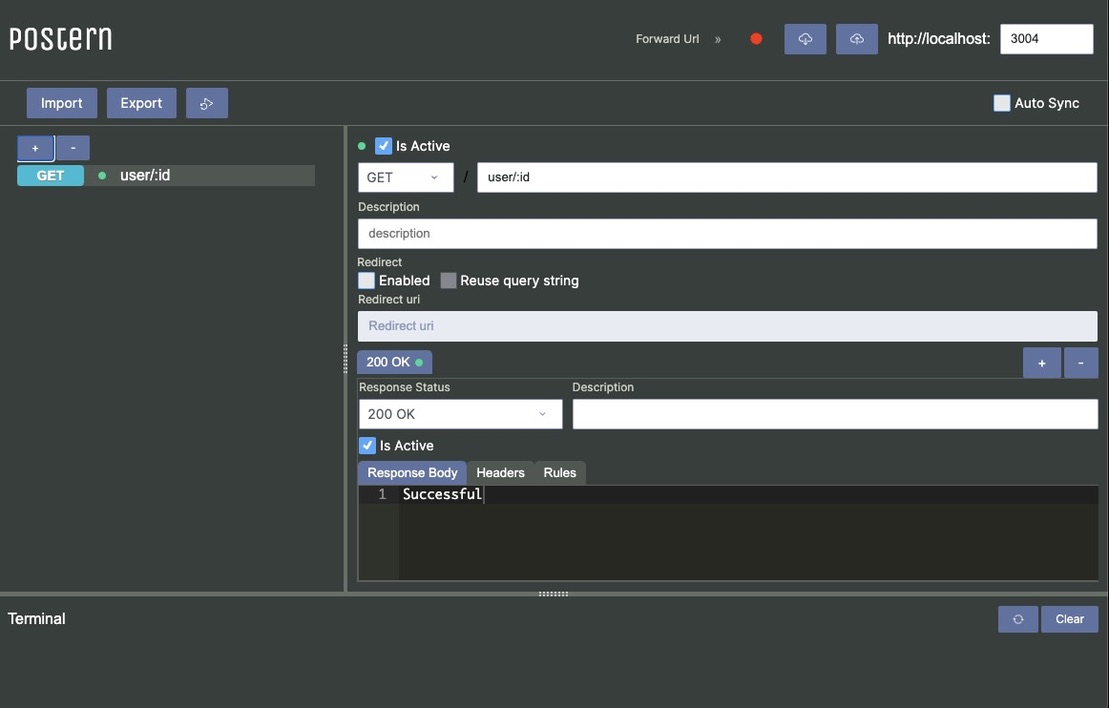 postern
Forward Url » http://localhost: 3004
Import Export Auto Sync
+ -
GET user/:id
Is Active
GET / user/:id
Description
description
Redirect
Enabled Reuse query string
Redirect uri
Redirect uri
200 OK + -
Response Status Description
200 OK
Is Active
Response Body Headers Rules
1 Successful
Terminal Clear